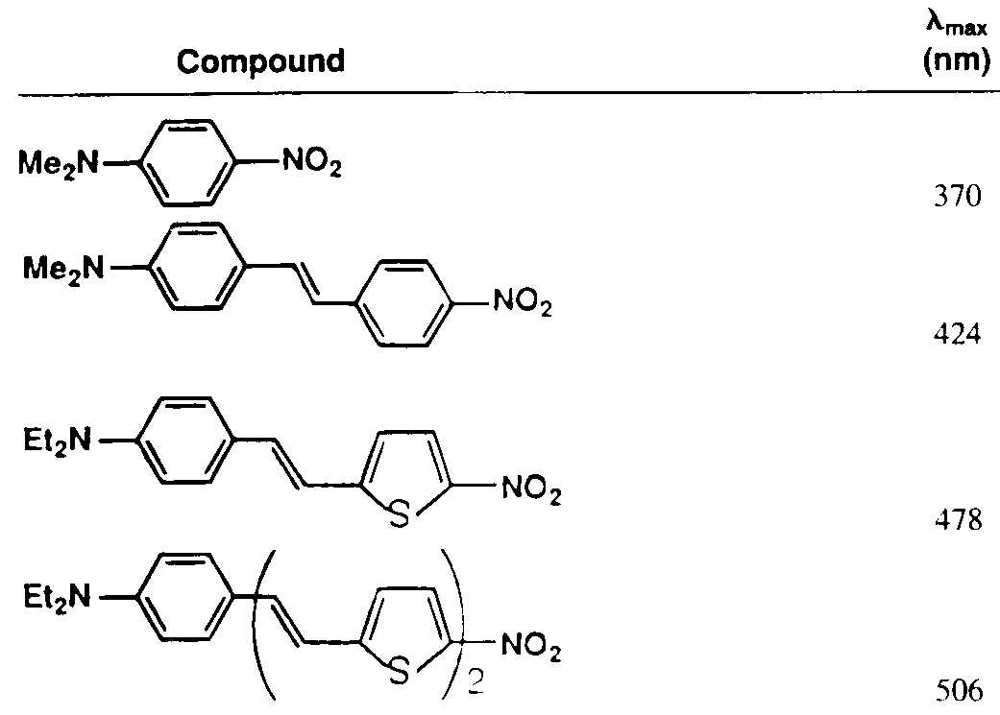 λmax
Compound (nm)
Me₂N NO₂
370
Me₂N NO₂
424
Et₂N S NO₂
478
Et₂N S 2 NO₂
506